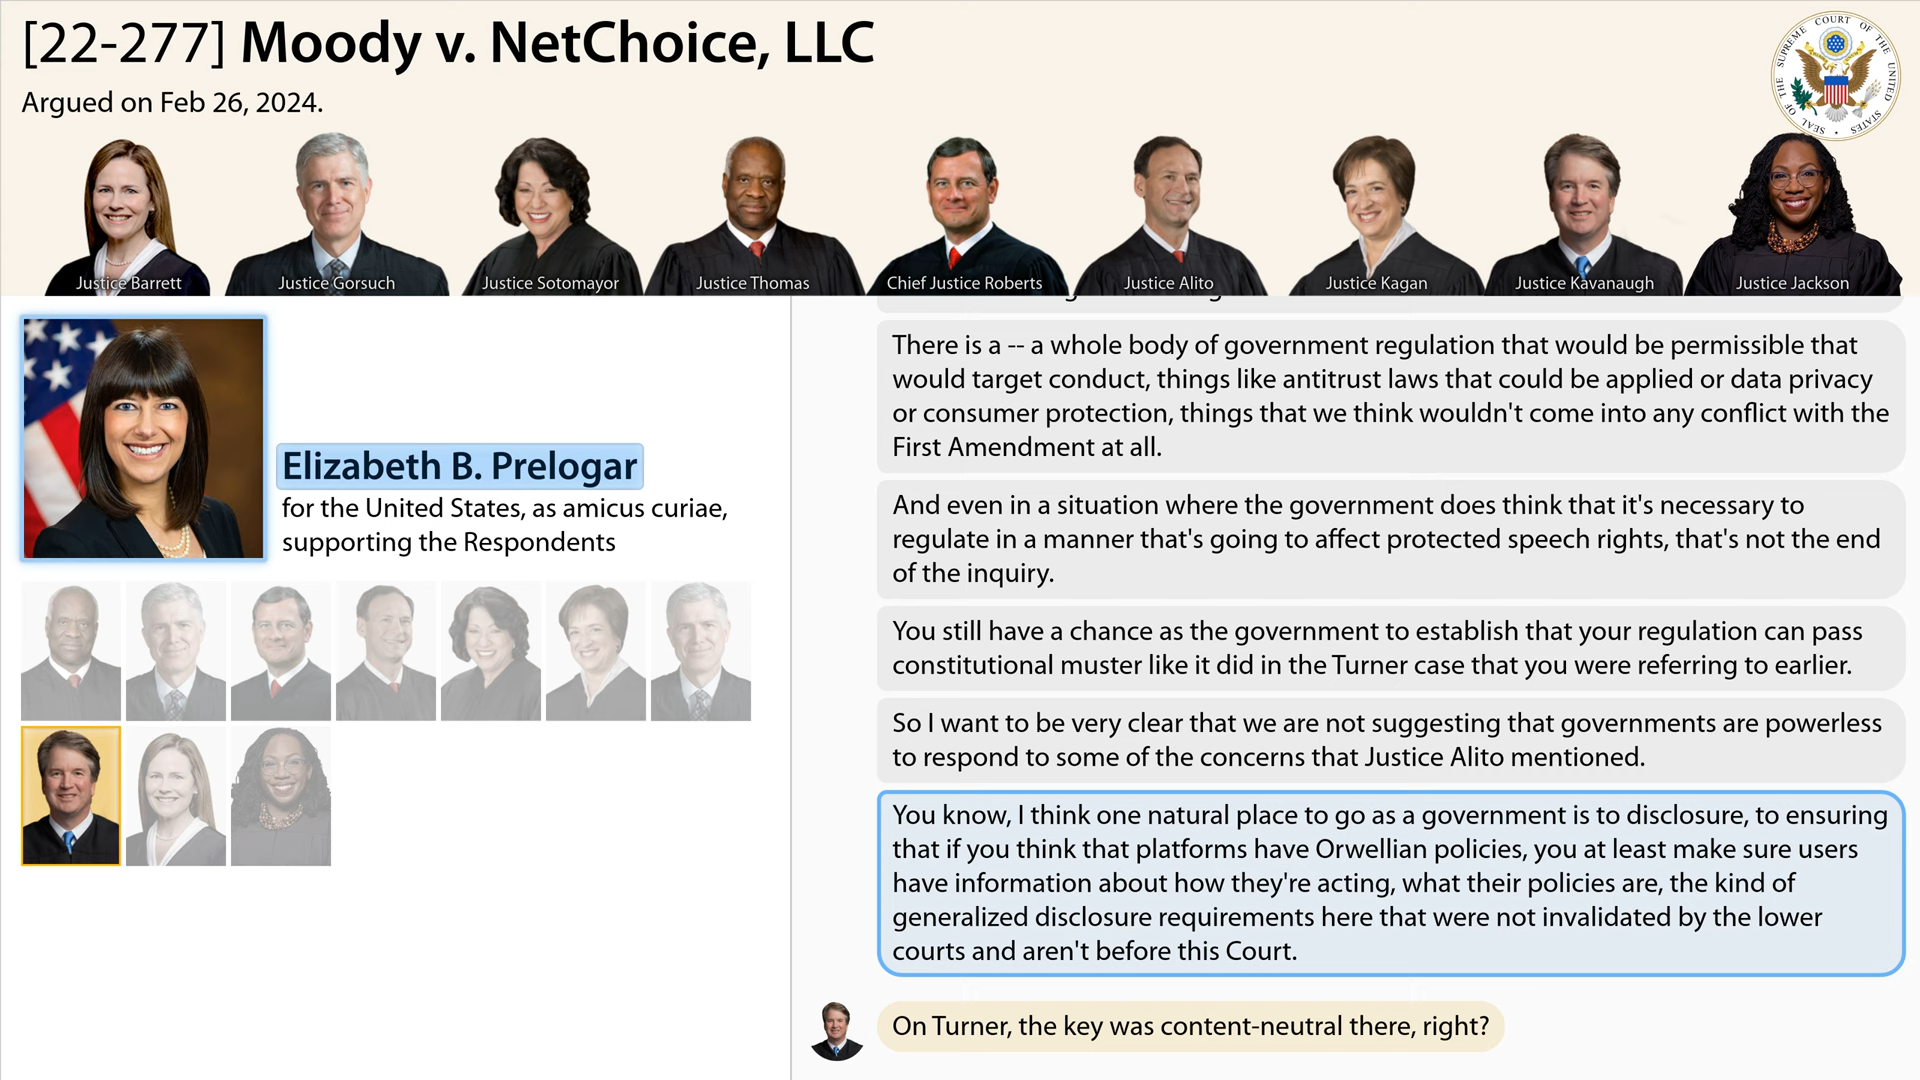 [22-277] Moody v. NetChoice, LLC
Argued on Feb 26, 2024.
SEAL OF THE SUPREME COURT OF THE UNITED STATES
Justice Barrett
Justice Gorsuch
Justice Sotomayor
Justice Thomas
Chief Justice Roberts
Justice Alito
Justice Kagan
Justice Kavanaugh
Justice Jackson
Elizabeth B. Prelogar
for the United States, as amicus curiae,
supporting the Respondents
There is a -- a whole body of government regulation that would be permissible that
would target conduct, things like antitrust laws that could be applied or data privacy
or consumer protection, things that we think wouldn't come into any conflict with the
First Amendment at all.
And even in a situation where the government does think that it's necessary to
regulate in a manner that's going to affect protected speech rights, that's not the end
of the inquiry.
You still have a chance as the government to establish that your regulation can pass
constitutional muster like it did in the Turner case that you were referring to earlier.
So I want to be very clear that we are not suggesting that governments are powerless
to respond to some of the concerns that Justice Alito mentioned.
You know, I think one natural place to go as a government is to disclosure, to ensuring
that if you think that platforms have Orwellian policies, you at least make sure users
have information about how they're acting, what their policies are, the kind of
generalized disclosure requirements here that were not invalidated by the lower
courts and aren't before this Court.
On Turner, the key was content-neutral there, right?